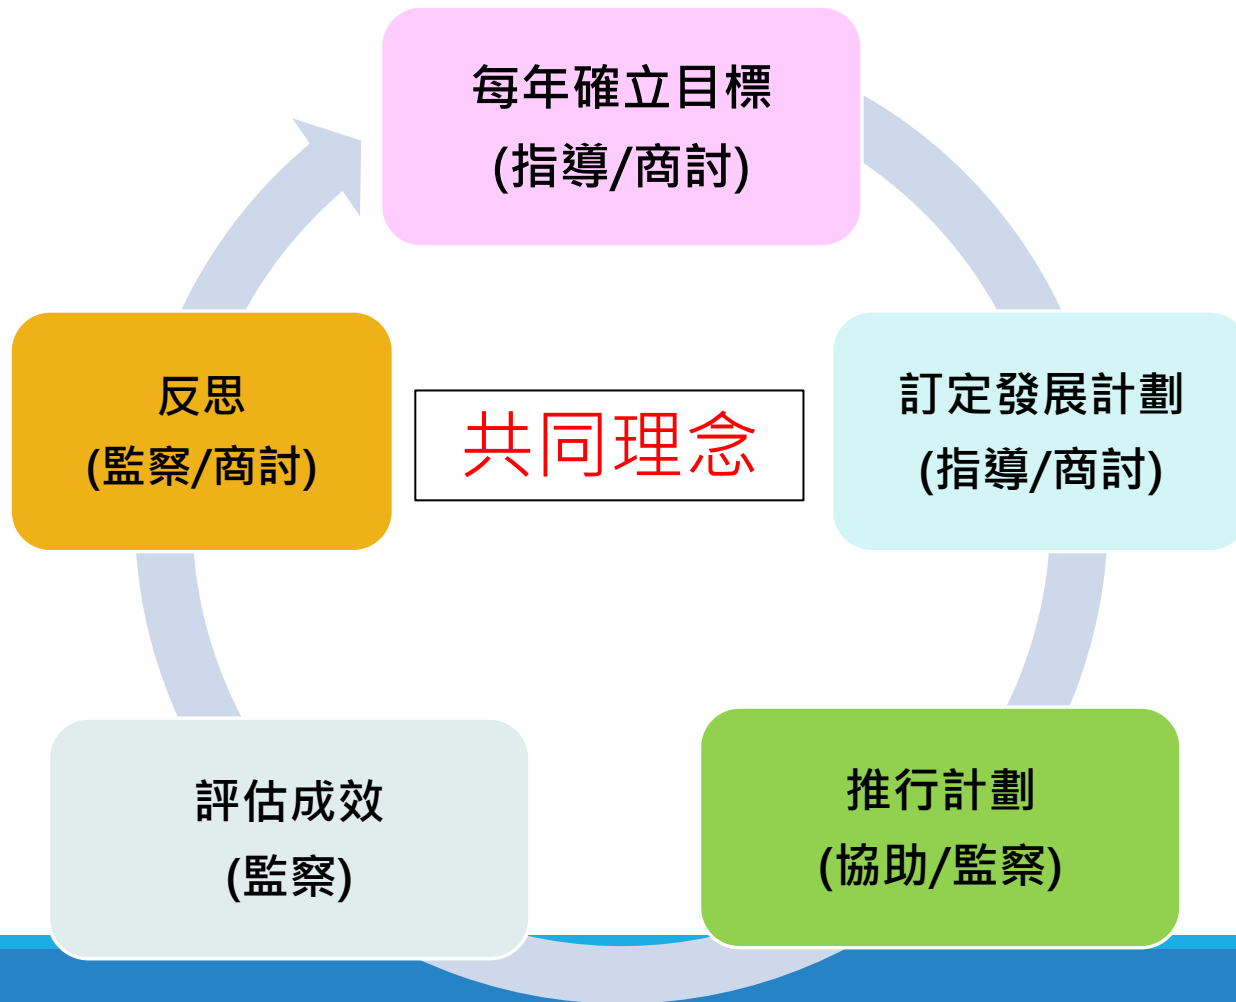 每年確立目標
(指導/商討)
訂定發展計劃
(指導/商討)
推行計劃
(協助/監察)
評估成效
(監察)
反思
(監察/商討)
共同理念